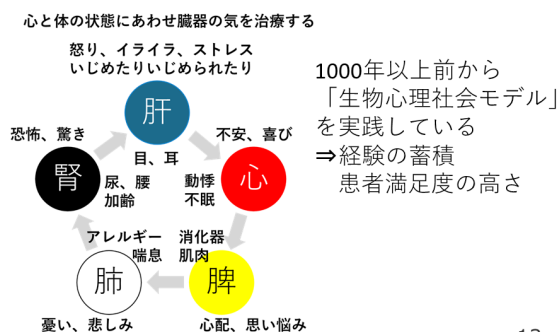 心と体の状態にあわせ臓器の気を治療する
怒り、イライラ、ストレス
いじめたりいじめられたり
肝
目、耳
恐怖、驚き
腎
尿、腰
加齢
不安、喜び
心
動悸
不眠
アレルギー
喘息
肺
憂い、悲しみ
消化器
肌肉
脾
心配、思い悩み
1000年以上前から
「生物心理社会モデル」
を実践している
⇒経験の蓄積
患者満足度の高さ